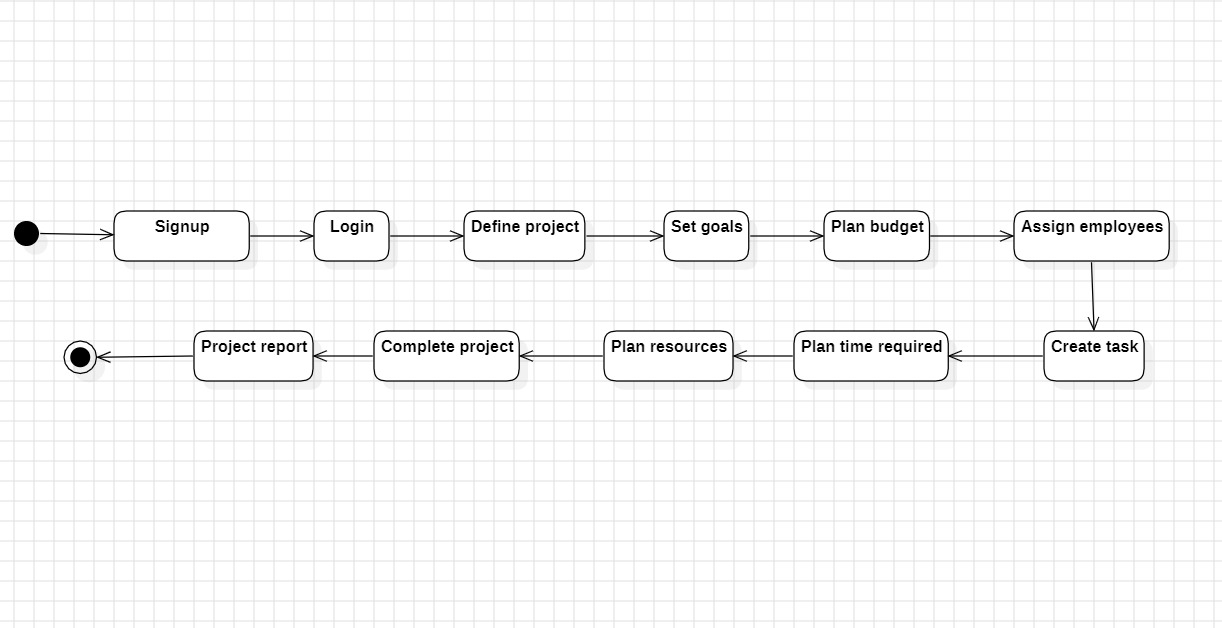 Signup
Login
Define project
Set goals
Plan budget
Assign employees
Project report
Complete project
Plan resources
Plan time required
Create task